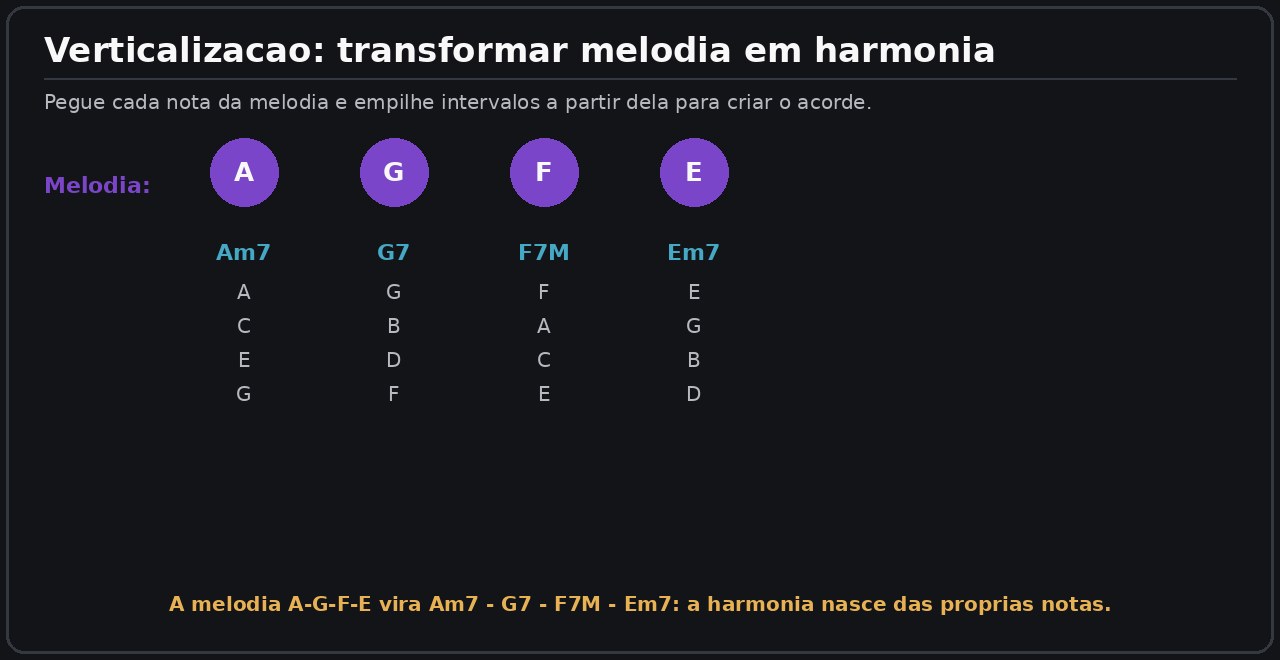 Verticalizacao: transformar melodia em harmonia
Pegue cada nota da melodia e empilhe intervalos a partir dela para criar o acorde.
Melodia: A G F E
Am7 G7 F7M Em7
A G F E
C B A G
E D C B
G F E D
A melodia A-G-F-E vira Am7 - G7 - F7M - Em7: a harmonia nasce das proprias notas.